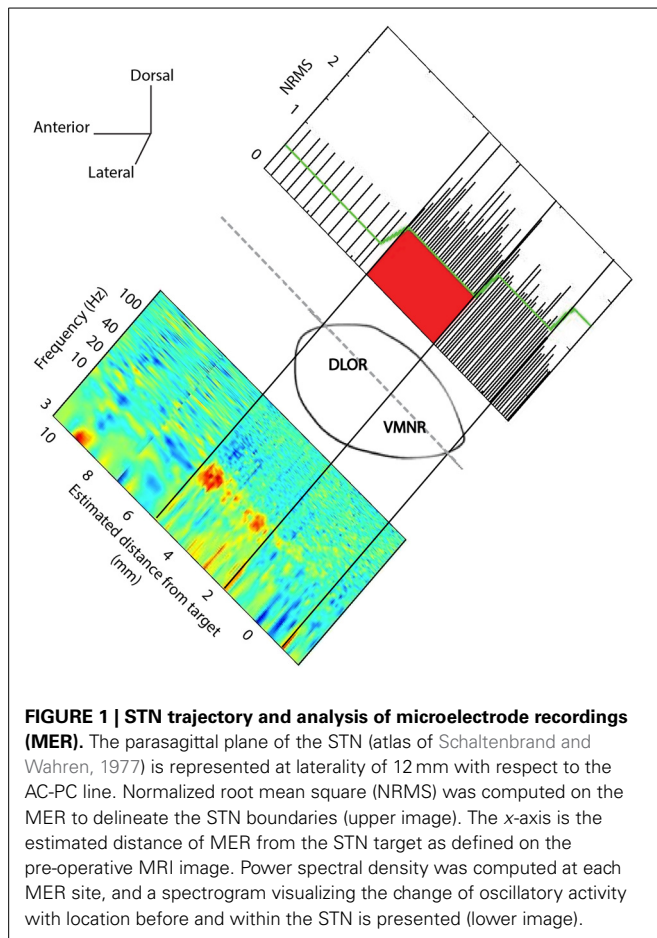 Dorsal
Anterior
Lateral
NRMS
2
1
0
DLOR
VMNR
Frequency (Hz)
100
40
20
10
3
10
8
6
4
2
0
Estimated distance from target
(mm)
FIGURE 1 | STN trajectory and analysis of microelectrode recordings
(MER). The parasagittal plane of the STN (atlas of Schaltenbrand and
Wahren, 1977) is represented at laterality of 12 mm with respect to the
AC-PC line. Normalized root mean square (NRMS) was computed on the
MER to delineate the STN boundaries (upper image). The x-axis is the
estimated distance of MER from the STN target as defined on the
pre-operative MRI image. Power spectral density was computed at each
MER site, and a spectrogram visualizing the change of oscillatory activity
with location before and within the STN is presented (lower image).